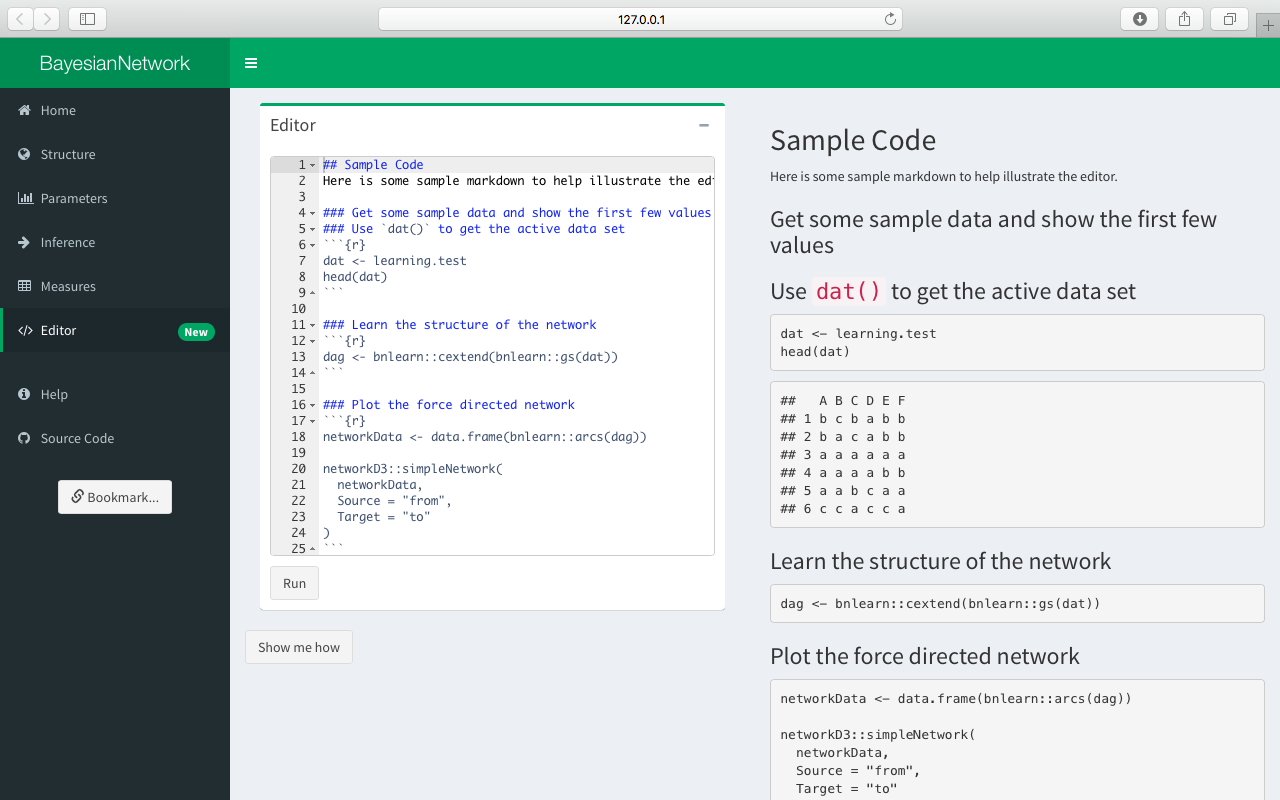 127.0.0.1
BayesianNetwork
Home
Structure
Parameters
Inference
Measures
Editor New
Help
Source Code
Bookmark...
Editor
1 ## Sample Code
2 Here is some sample markdown to help illustrate the edi
3
4 ### Get some sample data and show the first few values
5 ### Use `dat()` to get the active data set
6 ```{r}
7 dat <- learning.test
8 head(dat)
9 ```
10
11 ### Learn the structure of the network
12 ```{r}
13 dag <- bnlearn::cextend(bnlearn::gs(dat))
14 ```
15
16 ### Plot the force directed network
17 ```{r}
18 networkData <- data.frame(bnlearn::arcs(dag))
19
20 networkD3::simpleNetwork(
21   networkData,
22   Source = "from",
23   Target = "to"
24 )
25 ```
Run
Show me how
Sample Code
Here is some sample markdown to help illustrate the editor.
Get some sample data and show the first few
values
Use dat() to get the active data set
dat <- learning.test
head(dat)
##   A B C D E F
## 1 b c b a b b
## 2 b a c a b b
## 3 a a a a a a
## 4 a a a a b b
## 5 a a b c a a
## 6 c c a c c a
Learn the structure of the network
dag <- bnlearn::cextend(bnlearn::gs(dat))
Plot the force directed network
networkData <- data.frame(bnlearn::arcs(dag))
networkD3::simpleNetwork(
  networkData,
  Source = "from",
  Target = "to"